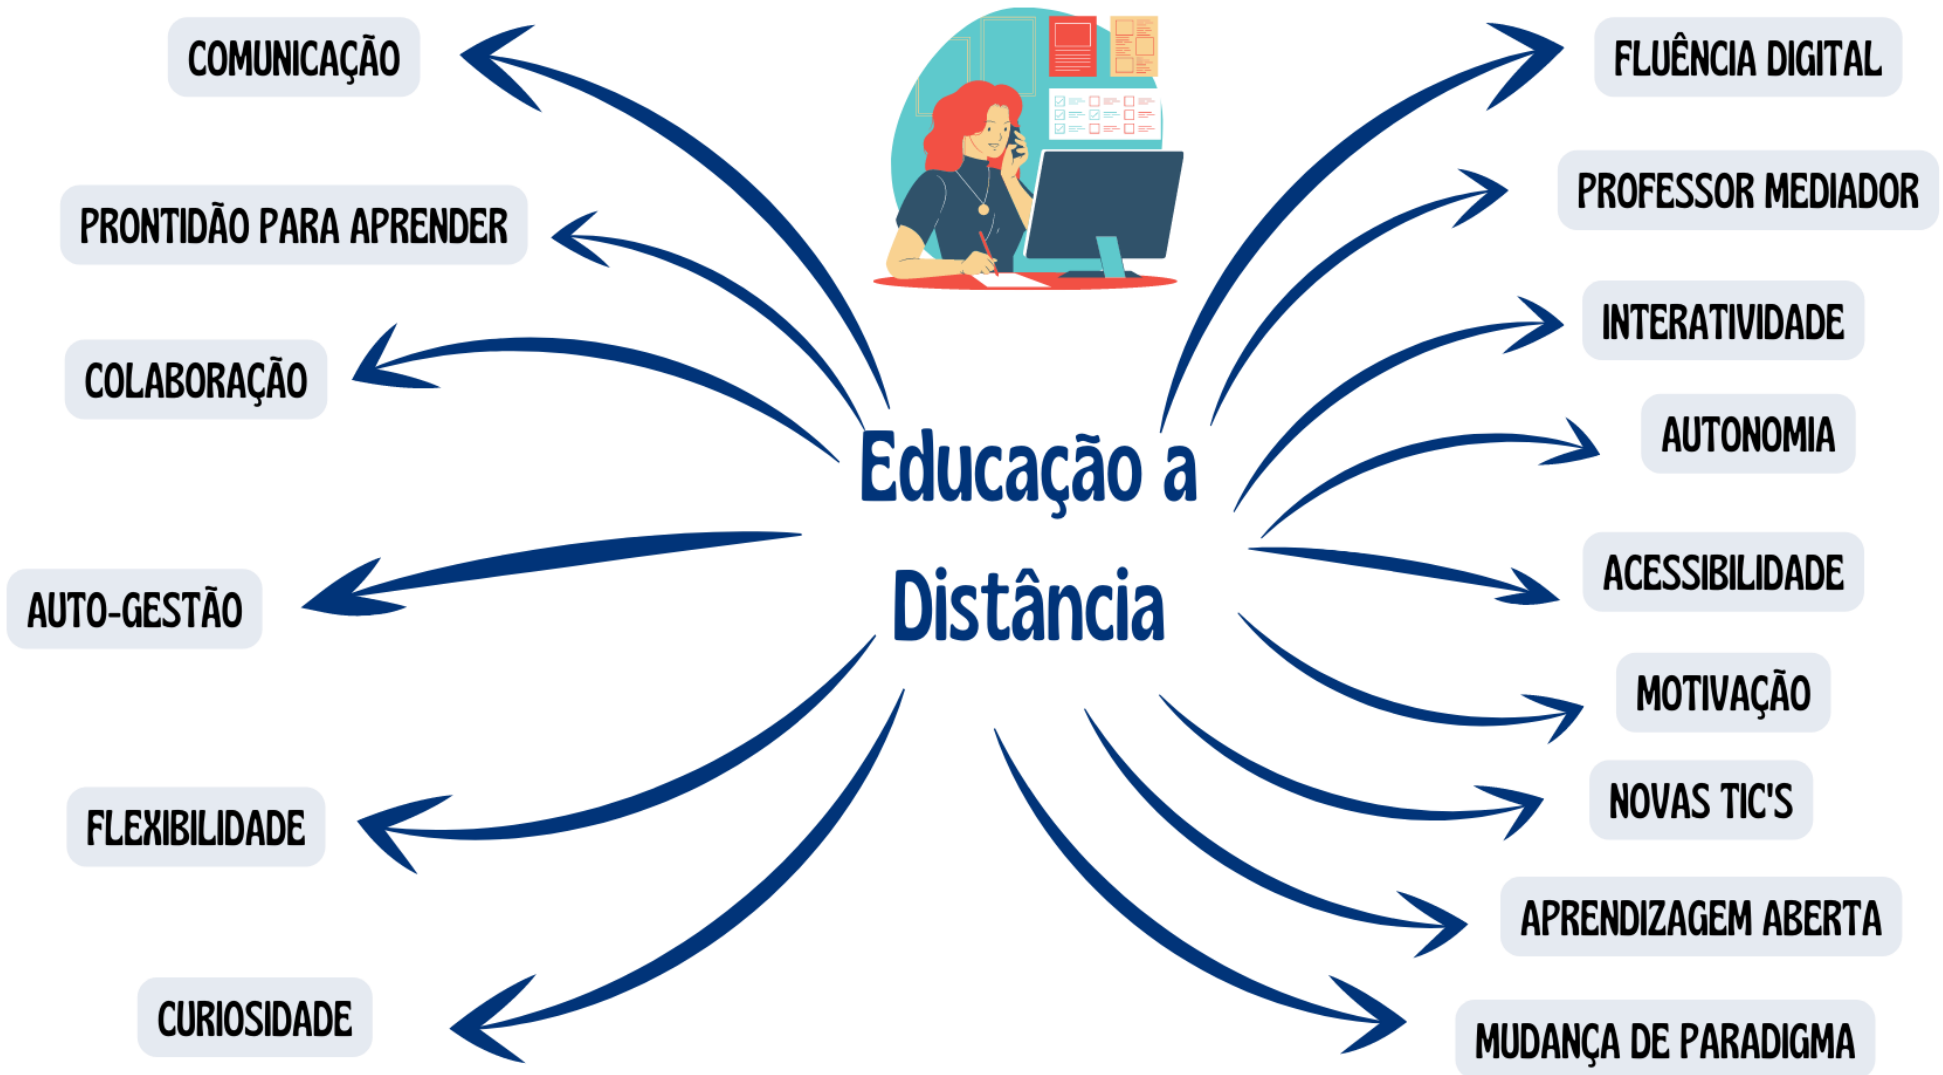 COMUNICAÇÃO
PRONTIDÃO PARA APRENDER
COLABORAÇÃO
AUTO-GESTÃO
FLEXIBILIDADE
CURIOSIDADE
Educação a
Distância
FLUÊNCIA DIGITAL
PROFESSOR MEDIADOR
INTERATIVIDADE
AUTONOMIA
ACESSIBILIDADE
MOTIVAÇÃO
NOVAS TIC'S
APRENDIZAGEM ABERTA
MUDANÇA DE PARADIGMA